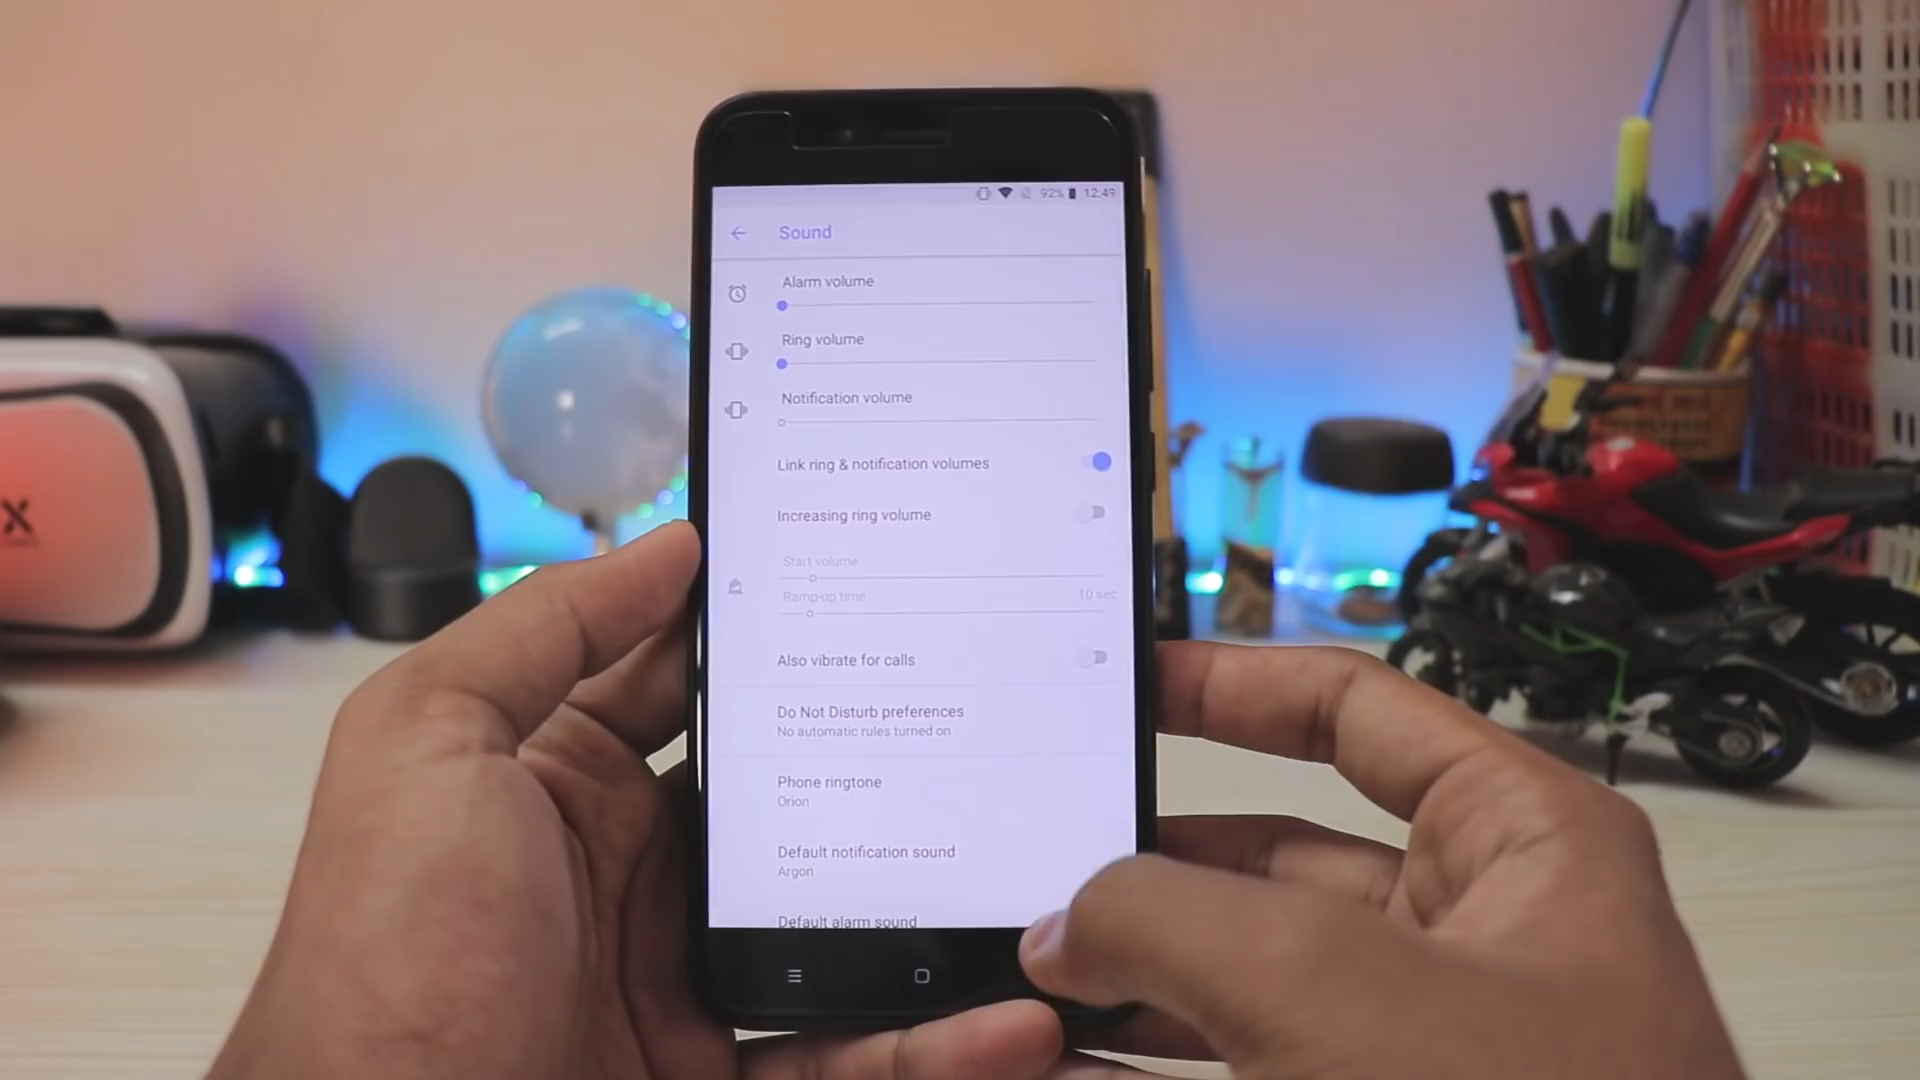 92% 12:49
Sound
Alarm volume
Ring volume
Notification volume
Link ring & notification volumes
Increasing ring volume
Start volume
Ramp-up time 10 sec
Also vibrate for calls
Do Not Disturb preferences
No automatic rules turned on
Phone ringtone
Orion
Default notification sound
Argon
Default alarm sound
X